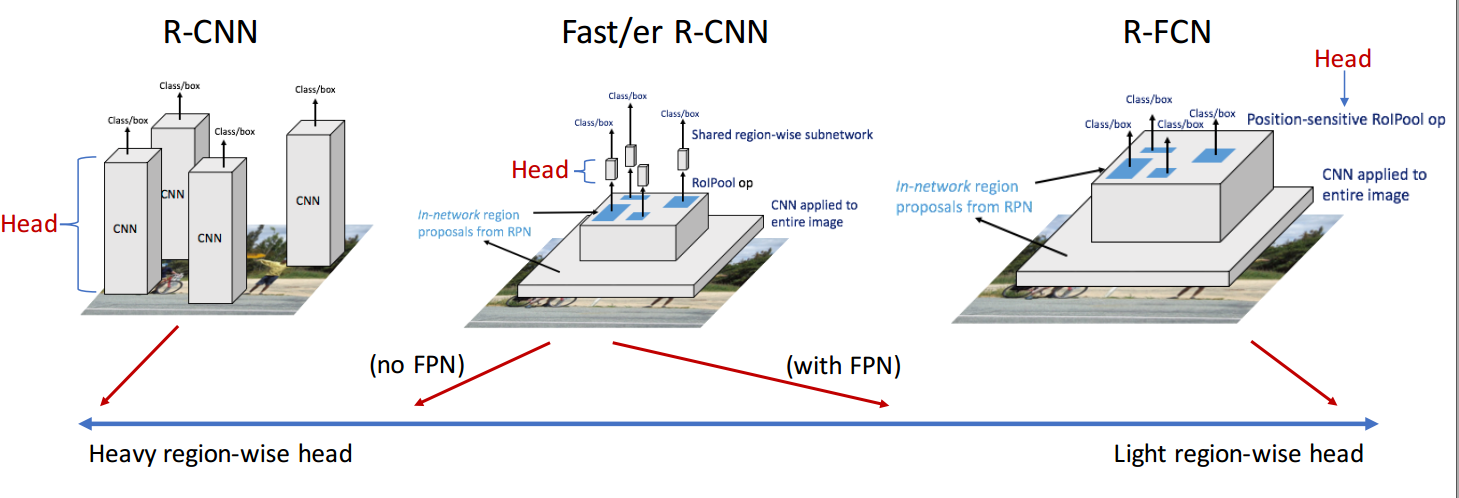 R-CNN
Class/box
Class/box
Class/box
Class/box
Head
CNN
CNN
CNN
CNN
Fast/er R-CNN
Class/box
Class/box
Class/box
Shared region-wise subnetwork
Head
RoIPool op
In-network region
proposals from RPN
CNN applied to
entire image
R-FCN
Head
Class/box
Class/box
Class/box
Class/box
Position-sensitive RoIPool op
In-network region
proposals from RPN
CNN applied to
entire image
(no FPN)
(with FPN)
Heavy region-wise head
Light region-wise head